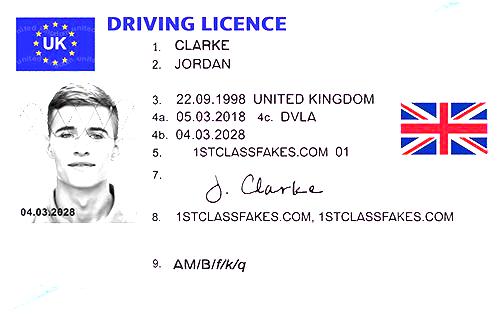 UK
DRIVING LICENCE
1. CLARKE
2. JORDAN
3. 22.09.1998 UNITED KINGDOM
4a. 05.03.2018 4c. DVLA
4b. 04.03.2028
5. 1STCLASSFAKES.COM 01
7. J. Clarke
04.03.2028
8. 1STCLASSFAKES.COM, 1STCLASSFAKES.COM
9. AM/B/f/k/q